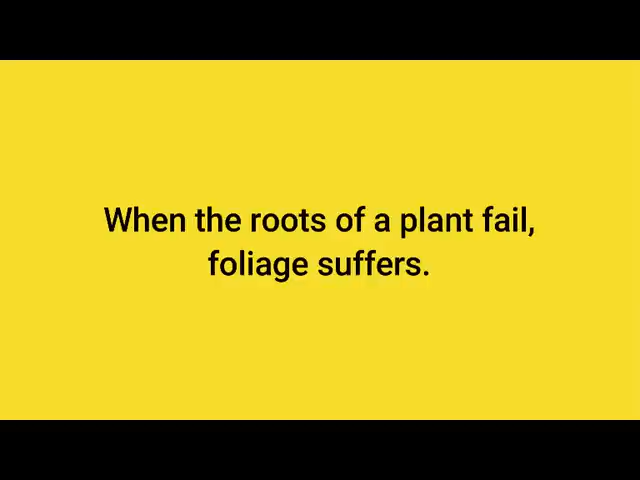 When the roots of a plant fail,
foliage suffers.